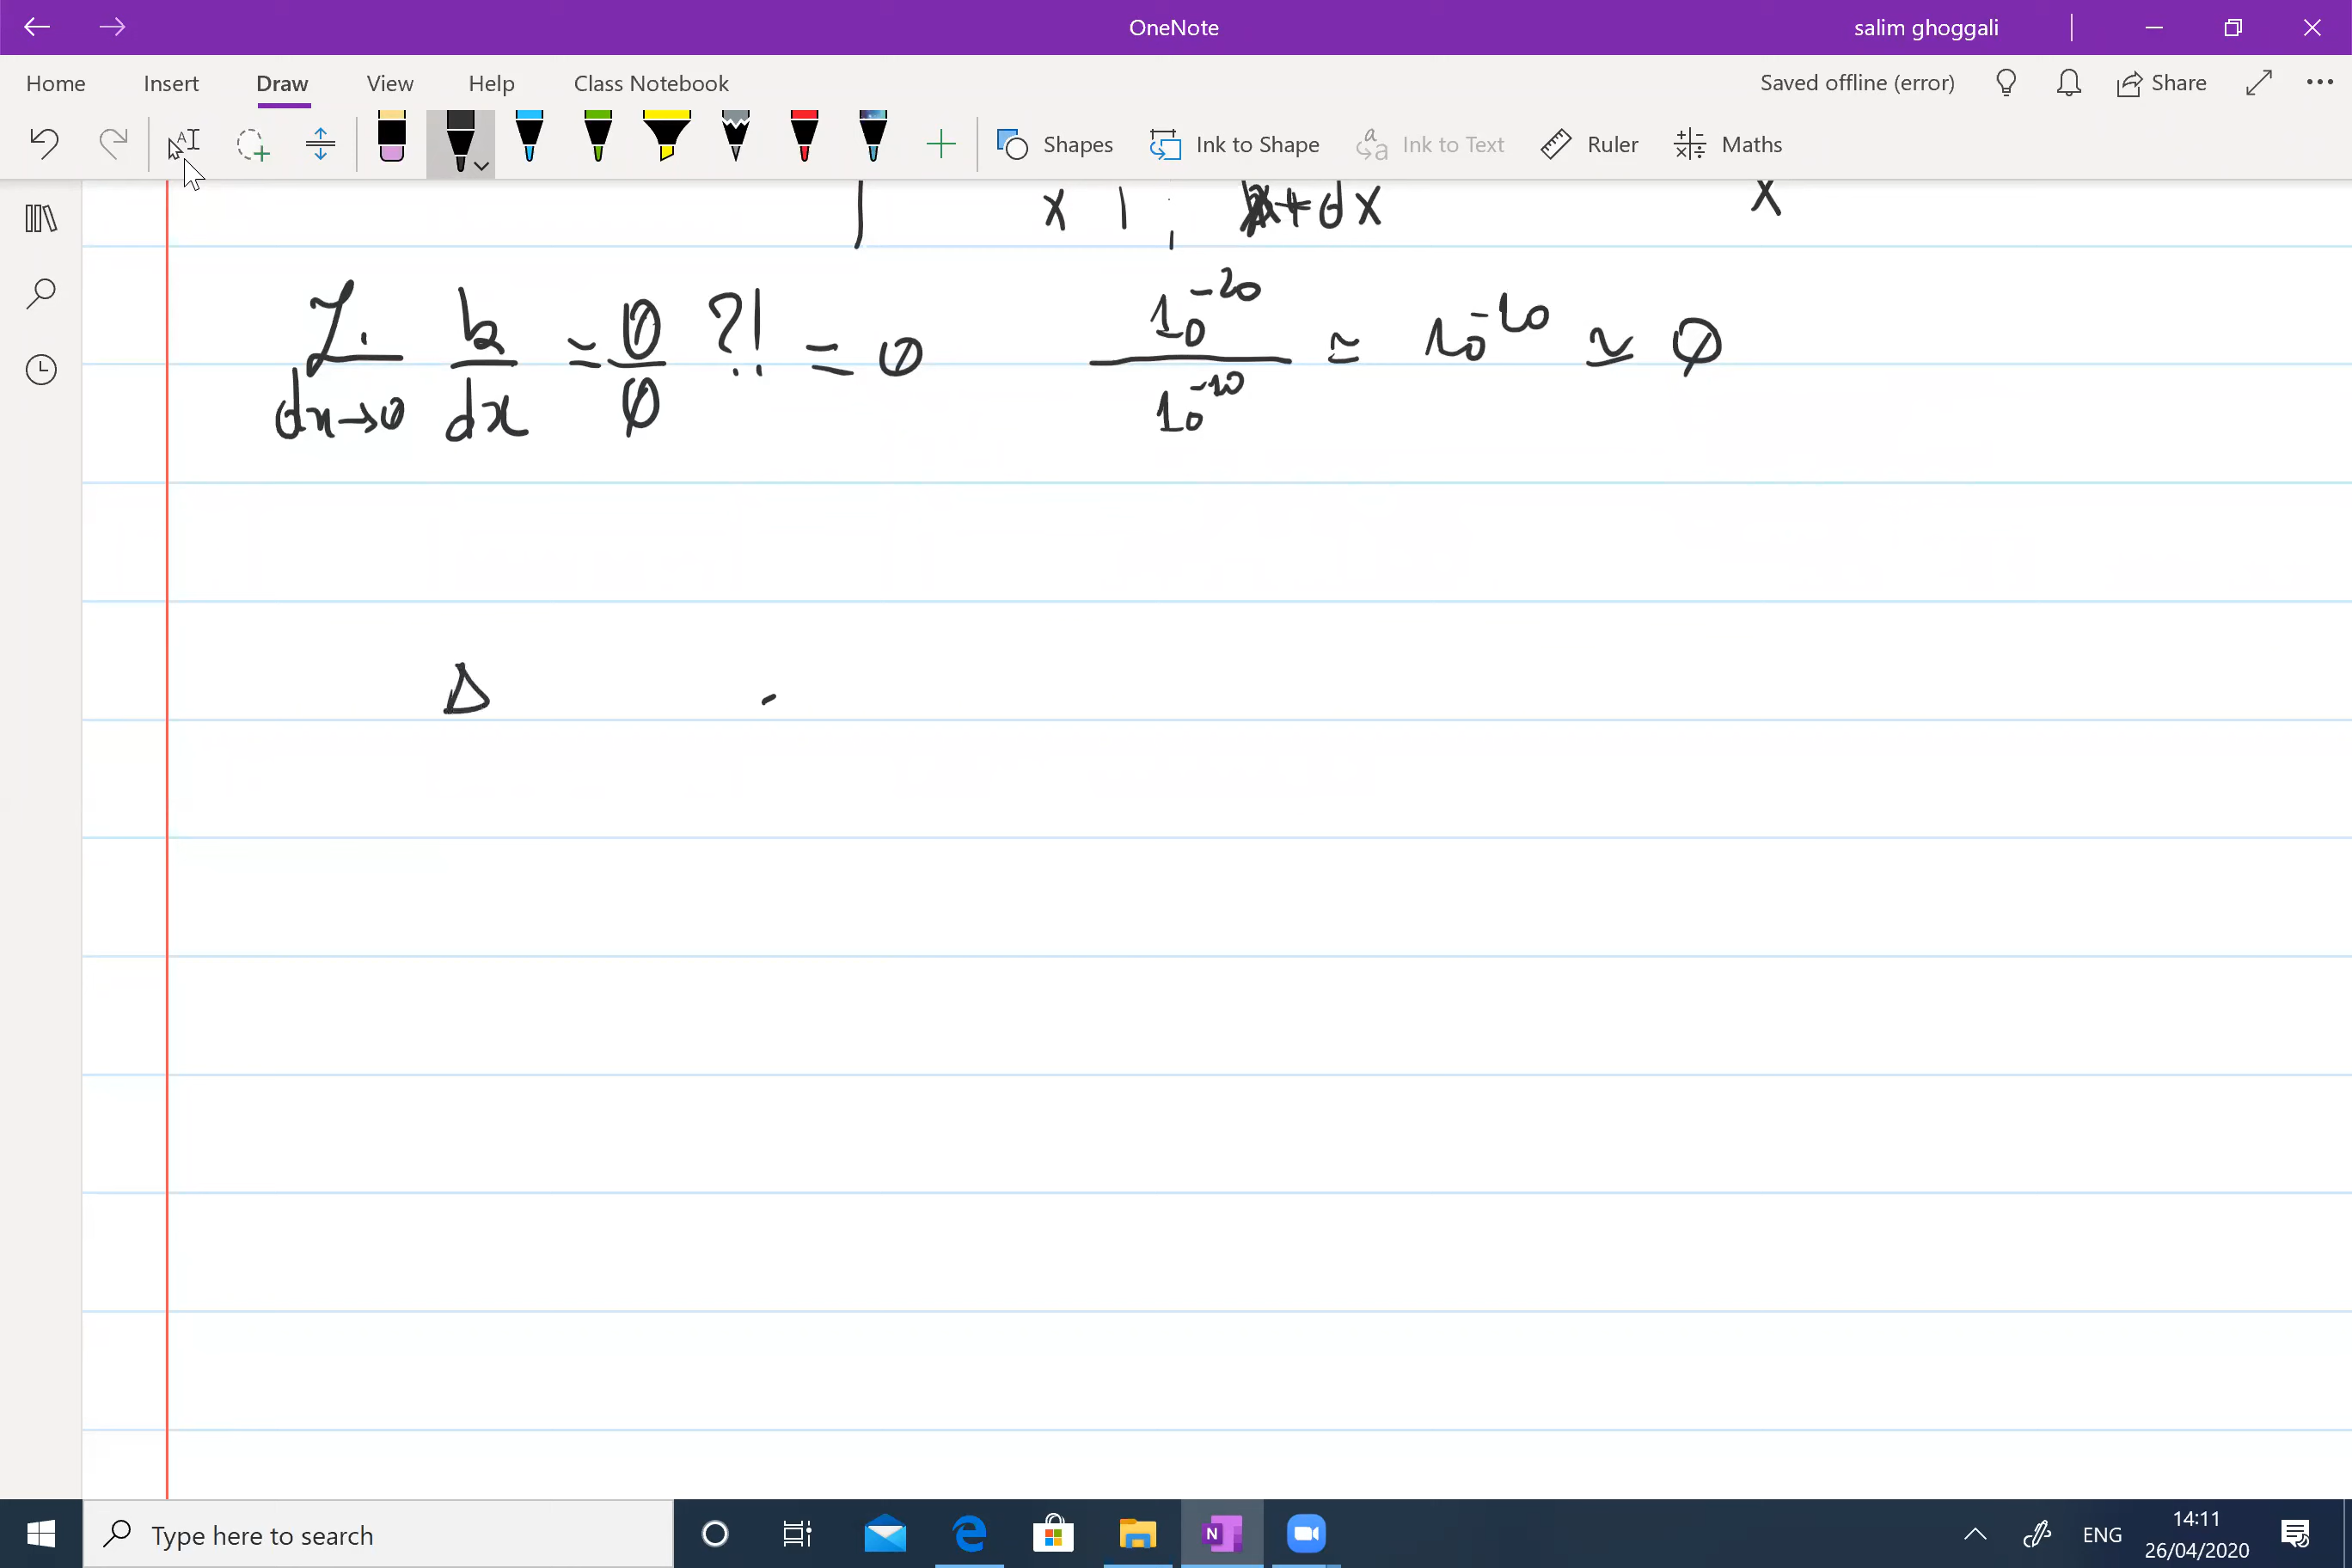 OneNote
salim ghoggali
Home Insert Draw View Help Class Notebook
Saved offline (error) Share
Shapes Ink to Shape Ink to Text Ruler Maths
x x+dx x
dx→0 h/dx = 0/0 ?! = 0 10^-20 / 10^-10 ≃ 10^-10 ≃ 0
Δ
Type here to search
ENG
14:11
26/04/2020